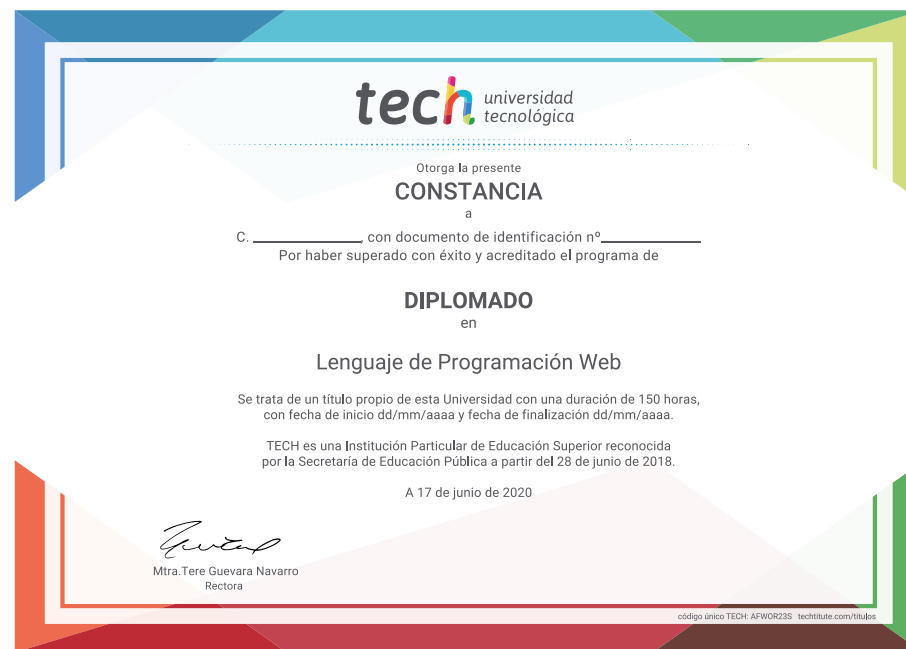 tech universidad
tecnológica
Otorga la presente
CONSTANCIA
a
C. ______________, con documento de identificación nº_____________
Por haber superado con éxito y acreditado el programa de
DIPLOMADO
en
Lenguaje de Programación Web
Se trata de un título propio de esta Universidad con una duración de 150 horas,
con fecha de inicio dd/mm/aaaa y fecha de finalización dd/mm/aaaa.
TECH es una Institución Particular de Educación Superior reconocida
por la Secretaría de Educación Pública a partir del 28 de junio de 2018.
A 17 de junio de 2020
Mtra.Tere Guevara Navarro
Rectora
código único TECH: AFWOR23S techtitute.com/titulos